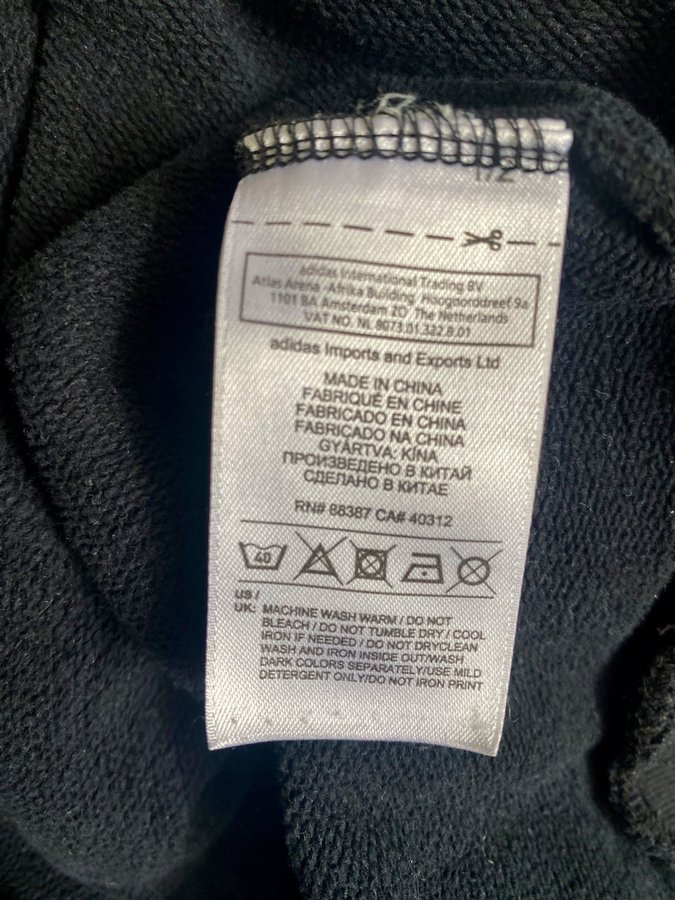 1/2
adidas International Trading BV
Atlas Arena -Afrika Building Hoogoorddreef 9a
1101 BA Amsterdam ZO The Netherlands
VAT NO. NL 8073.01.332.B.01
adidas Imports and Exports Ltd
MADE IN CHINA
FABRIQUÉ EN CHINE
FABRICADO EN CHINA
FABRICADO NA CHINA
GYÁRTVA: KÍNA
ПРОИЗВЕДЕНО В КИТАЙ
СДЕЛАНО В КИТАЕ
RN# 88387 CA# 40312
40
US /
UK: MACHINE WASH WARM / DO NOT
BLEACH / DO NOT TUMBLE DRY / COOL
IRON IF NEEDED / DO NOT DRYCLEAN
WASH AND IRON INSIDE OUT/WASH
DARK COLORS SEPARATELY/USE MILD
DETERGENT ONLY/DO NOT IRON PRINT